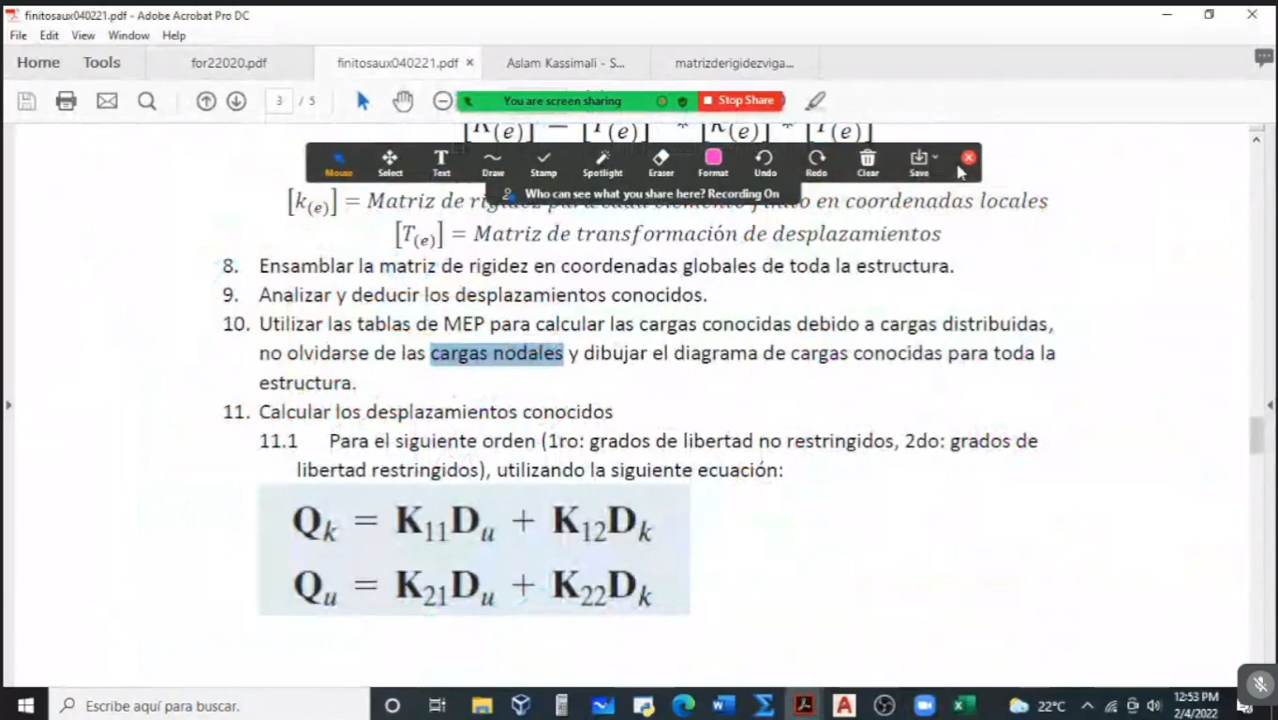 finitosaux040221.pdf - Adobe Acrobat Pro DC
File Edit View Window Help
Home Tools for22020.pdf finitosaux040221.pdf × Aslam Kassimali - S... matrizderigidezviga...
3 / 5 You are screen sharing Stop Share
Mouse Select Text Draw Stamp Spotlight Eraser Format Undo Redo Clear Save
Who can see what you share here? Recording On
[k(e)] = Matriz de rigidez para cada elemento finito en coordenadas locales
[T(e)] = Matriz de transformación de desplazamientos
8. Ensamblar la matriz de rigidez en coordenadas globales de toda la estructura.
9. Analizar y deducir los desplazamientos conocidos.
10. Utilizar las tablas de MEP para calcular las cargas conocidas debido a cargas distribuidas,
no olvidarse de las cargas nodales y dibujar el diagrama de cargas conocidas para toda la
estructura.
11. Calcular los desplazamientos conocidos
11.1 Para el siguiente orden (1ro: grados de libertad no restringidos, 2do: grados de
libertad restringidos), utilizando la siguiente ecuación:
Qk = K11Du + K12Dk
Qu = K21Du + K22Dk
Escribe aquí para buscar.
22°C
12:53 PM
2/4/2022